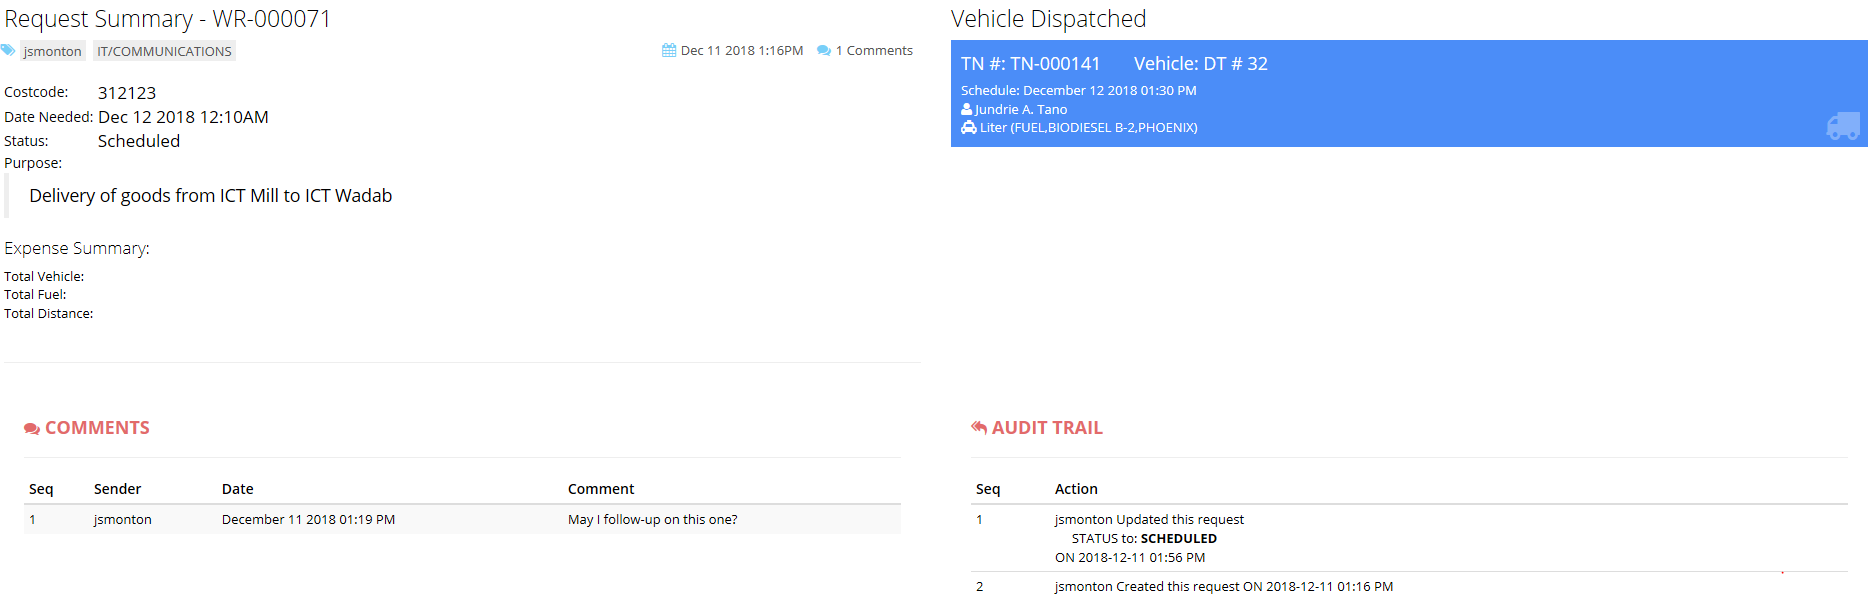 Request Summary - WR-000071
jsmonton IT/COMMUNICATIONS
Dec 11 2018 1:16PM 1 Comments
Costcode: 312123
Date Needed: Dec 12 2018 12:10AM
Status: Scheduled
Purpose:
Delivery of goods from ICT Mill to ICT Wadab
Expense Summary:
Total Vehicle:
Total Fuel:
Total Distance:
Vehicle Dispatched
TN #: TN-000141 Vehicle: DT # 32
Schedule: December 12 2018 01:30 PM
Jundrie A. Tano
Liter (FUEL,BIODIESEL B-2,PHOENIX)
COMMENTS
Seq Sender Date Comment
1 jsmonton December 11 2018 01:19 PM May I follow-up on this one?
AUDIT TRAIL
Seq Action
1 jsmonton Updated this request
STATUS to: SCHEDULED
ON 2018-12-11 01:56 PM
2 jsmonton Created this request ON 2018-12-11 01:16 PM